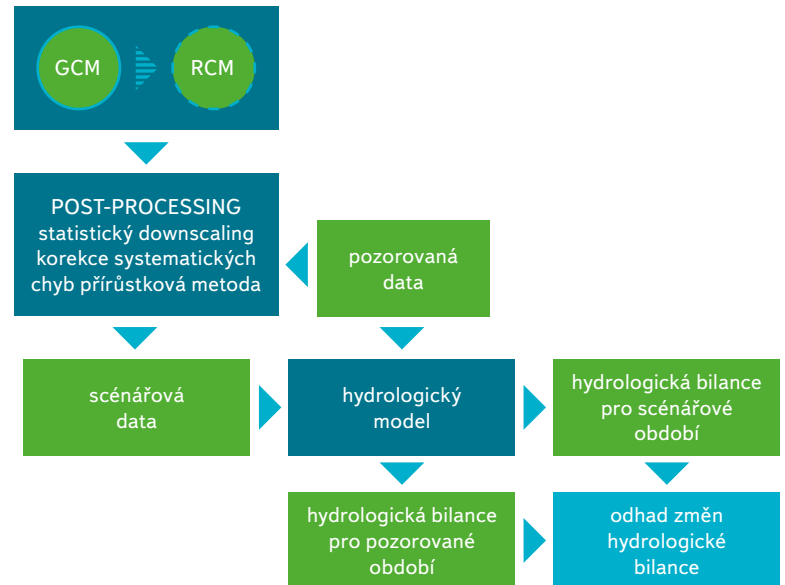 GCM
RCM
POST-PROCESSING
statistický downscaling
korekce systematických
chyb přírůstková metoda
pozorovaná
data
scénářová
data
hydrologický
model
hydrologická bilance
pro scénářové
období
hydrologická bilance
pro pozorované
období
odhad změn
hydrologické
bilance